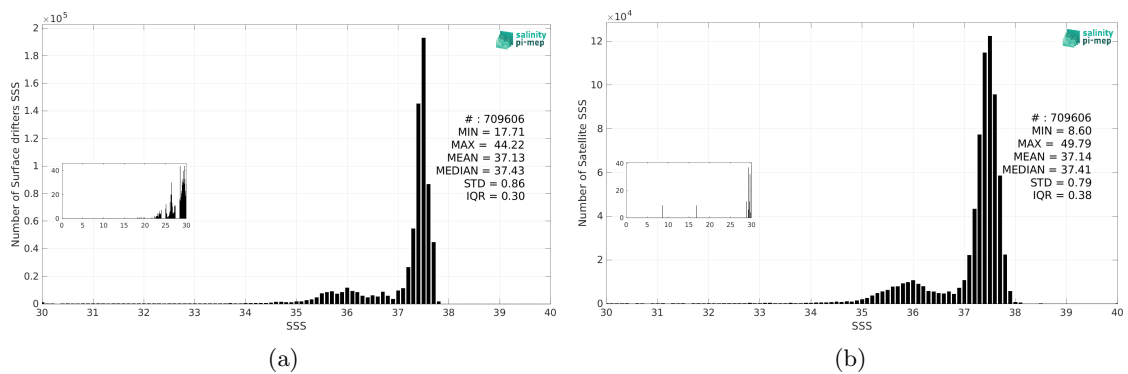 ×10⁵
2
1.8
1.6
1.4
1.2
1
0.8
0.6
0.4
0.2
0
Number of Surface drifters SSS
salinity
pi-mep
# : 709606
MIN = 17.71
MAX = 44.22
MEAN = 37.13
MEDIAN = 37.43
STD = 0.86
IQR = 0.30
40
20
0
0 5 10 15 20 25 30
30 31 32 33 34 35 36 37 38 39 40
SSS
(a)
×10⁴
12
10
8
6
4
2
0
Number of Satellite SSS
salinity
pi-mep
# : 709606
MIN = 8.60
MAX = 49.79
MEAN = 37.14
MEDIAN = 37.41
STD = 0.79
IQR = 0.38
40
20
0
0 5 10 15 20 25 30
30 31 32 33 34 35 36 37 38 39 40
SSS
(b)